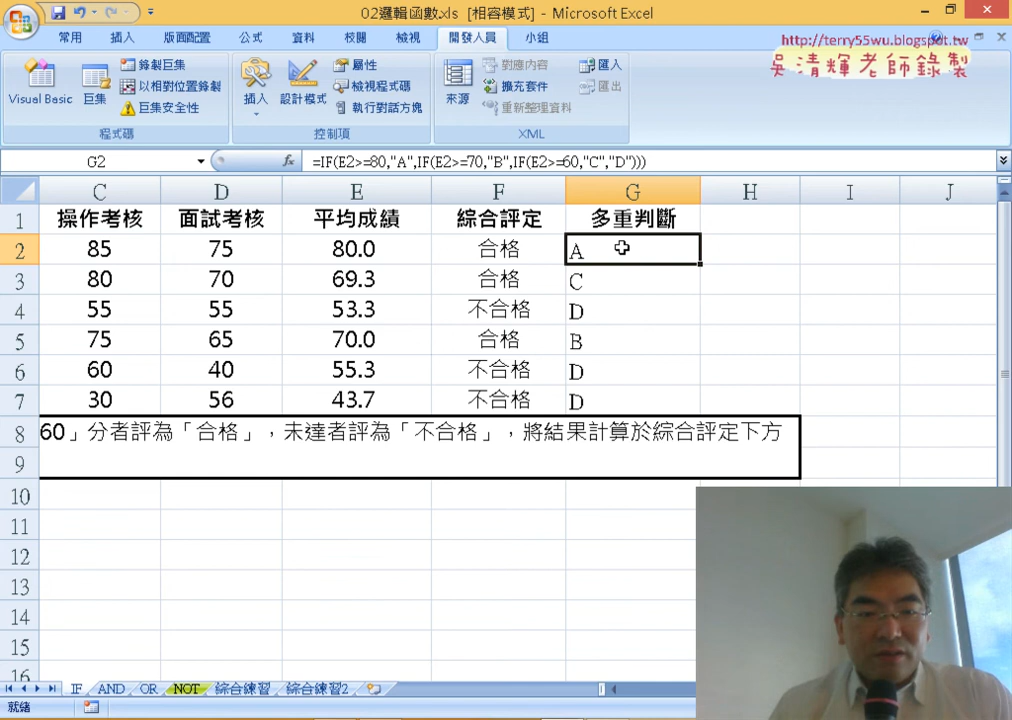 02邏輯函數.xls [相容模式] - Microsoft Excel
常用 插入 版面配置 公式 資料 校閱 檢視 開發人員 小組
http://terry55wu.blogspot.tw
吳清輝老師錄製
Visual Basic 巨集 錄製巨集 以相對位置錄製 巨集安全性
程式碼
插入 設計模式 屬性 檢視程式碼 執行對話方塊
控制項
來源 對應內容 擴充套件 重新整理資料 匯入 匯出
XML
G2 fx =IF(E2>=80,"A",IF(E2>=70,"B",IF(E2>=60,"C","D")))
C D E F G H I J
1 操作考核 面試考核 平均成績 綜合評定 多重判斷
2 85 75 80.0 合格 A
3 80 70 69.3 合格 C
4 55 55 53.3 不合格 D
5 75 65 70.0 合格 B
6 60 40 55.3 不合格 D
7 30 56 43.7 不合格 D
8 60」分者評為「合格」，未達者評為「不合格」，將結果計算於綜合評定下方
9
10
11
12
13
14
15
16
IF AND OR NOT 綜合練習 綜合練習2
就緒